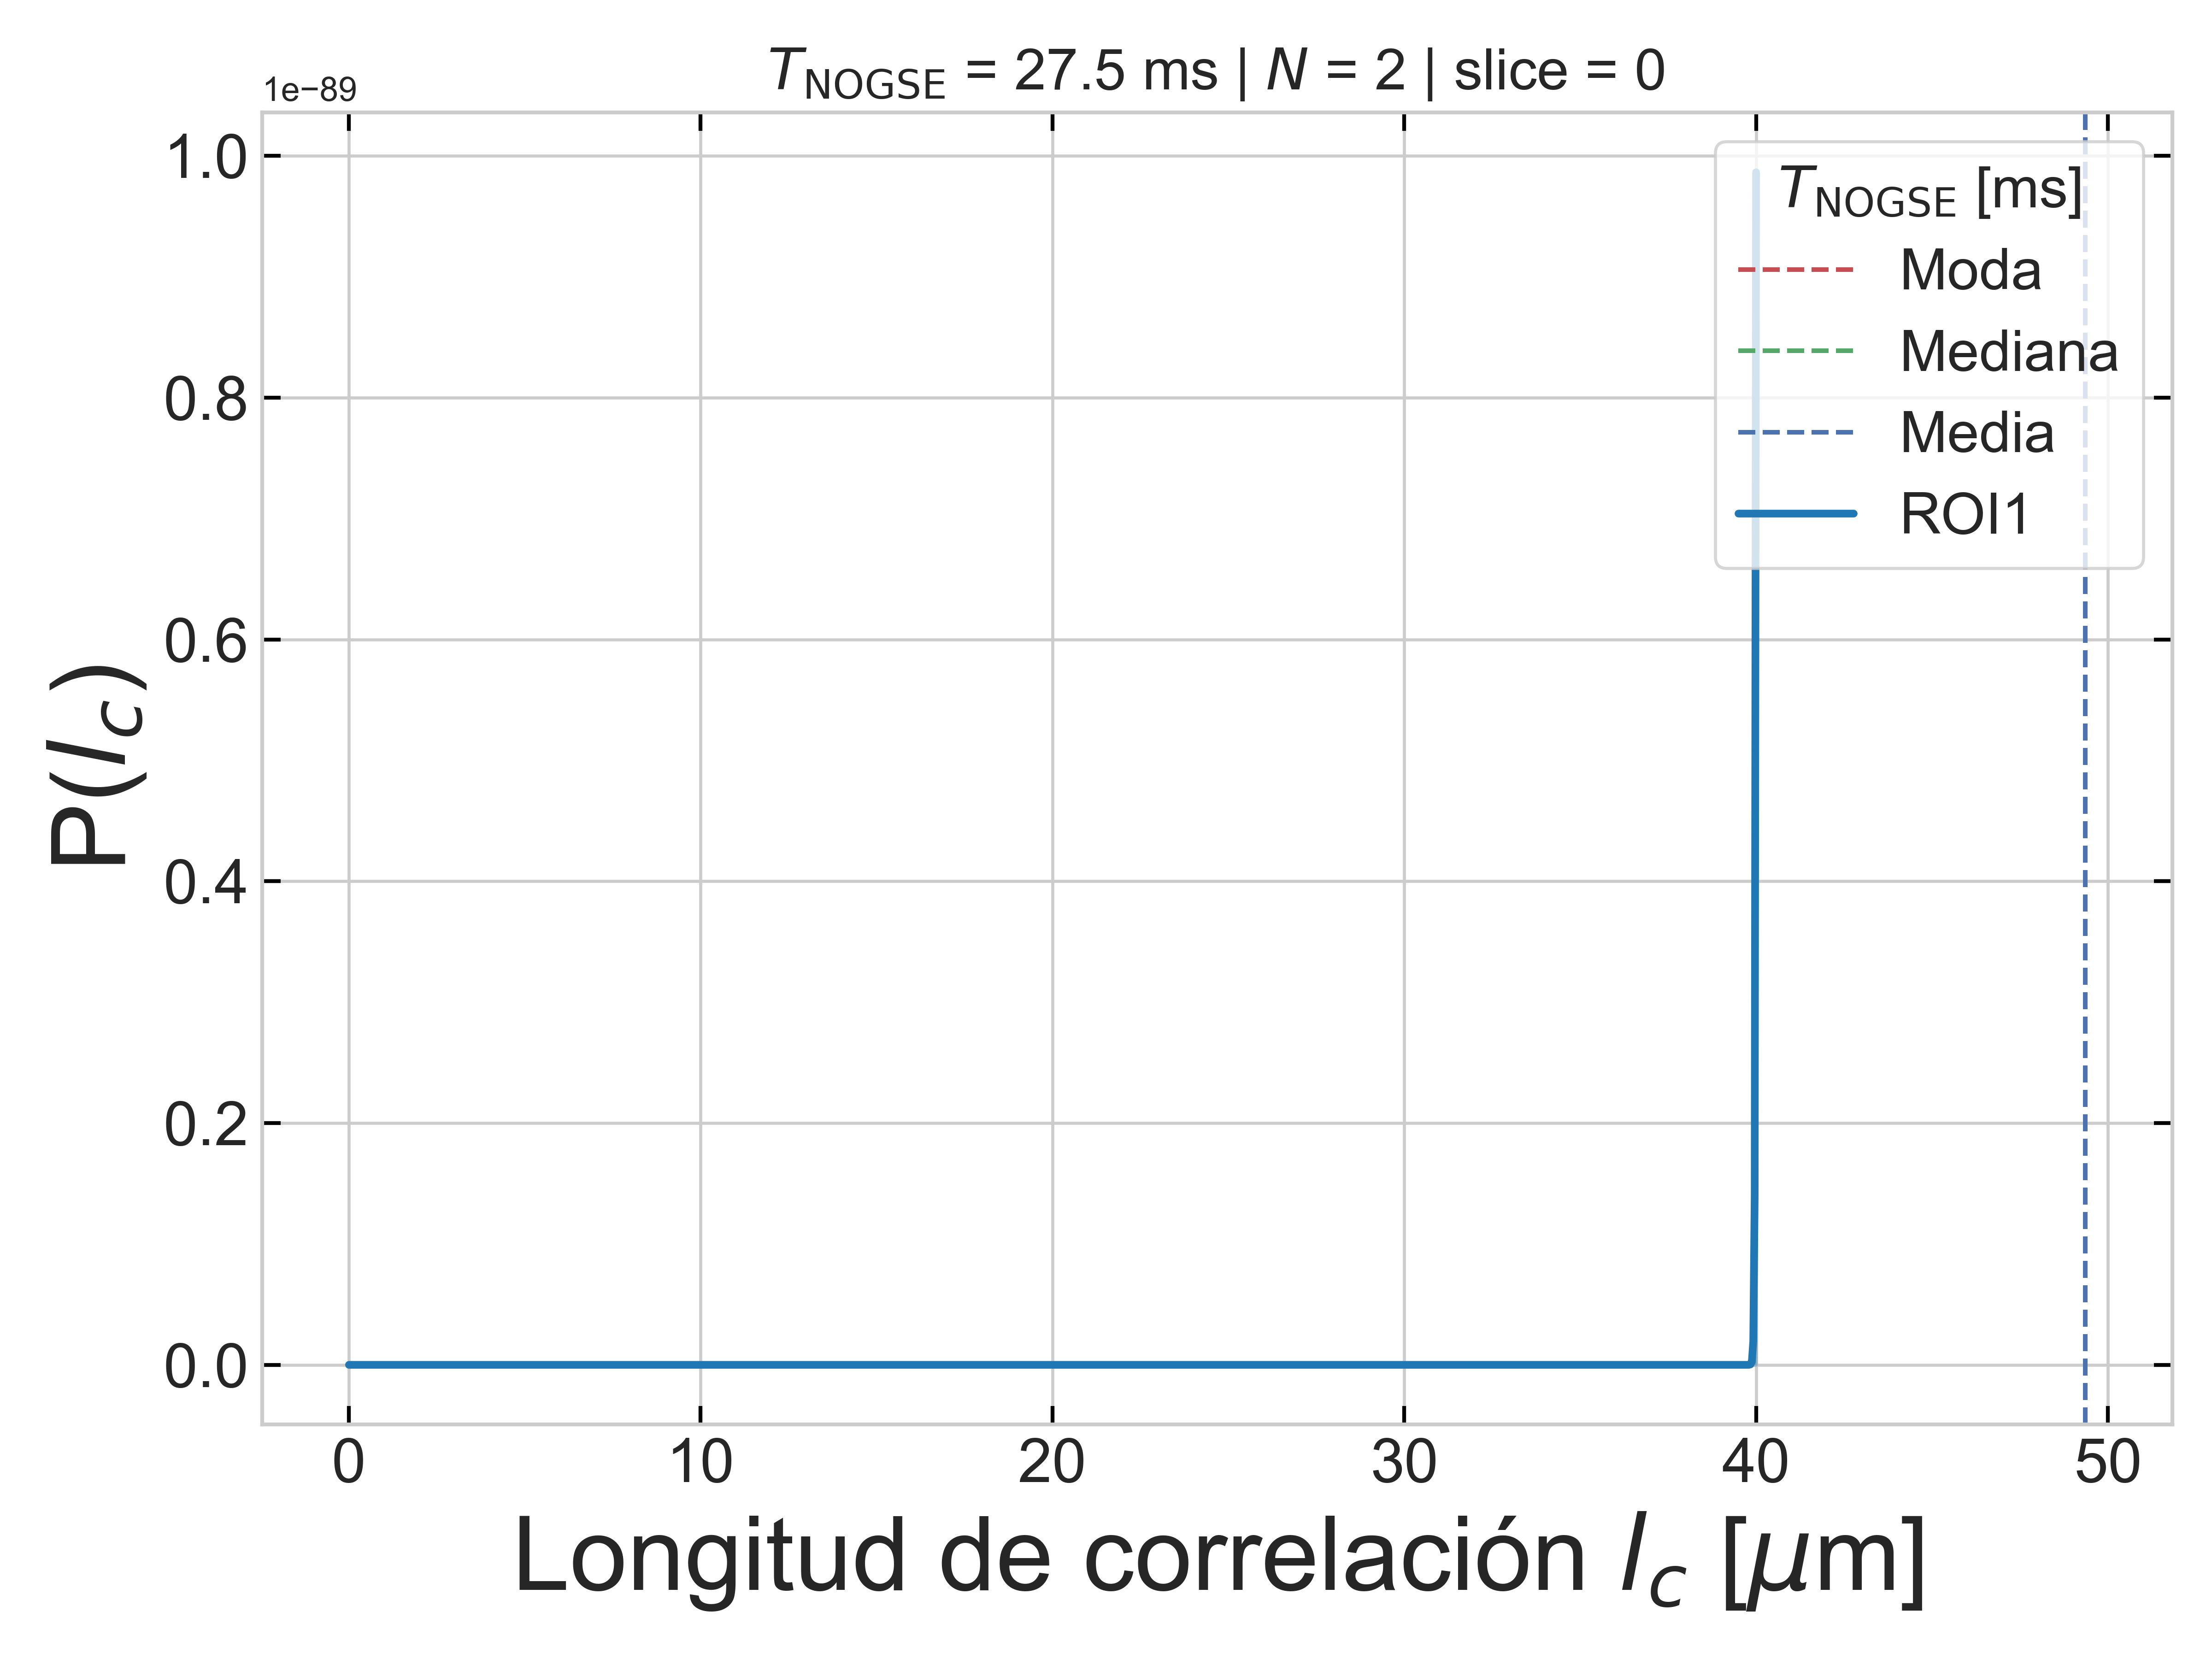 T_NOGSE = 27.5 ms | N = 2 | slice = 0
1e−89
1.0
0.8
0.6
0.4
0.2
0.0
P(l_c)
T_NOGSE [ms]
Moda
Mediana
Media
ROI1
0 10 20 30 40 50
Longitud de correlación l_c [μm]